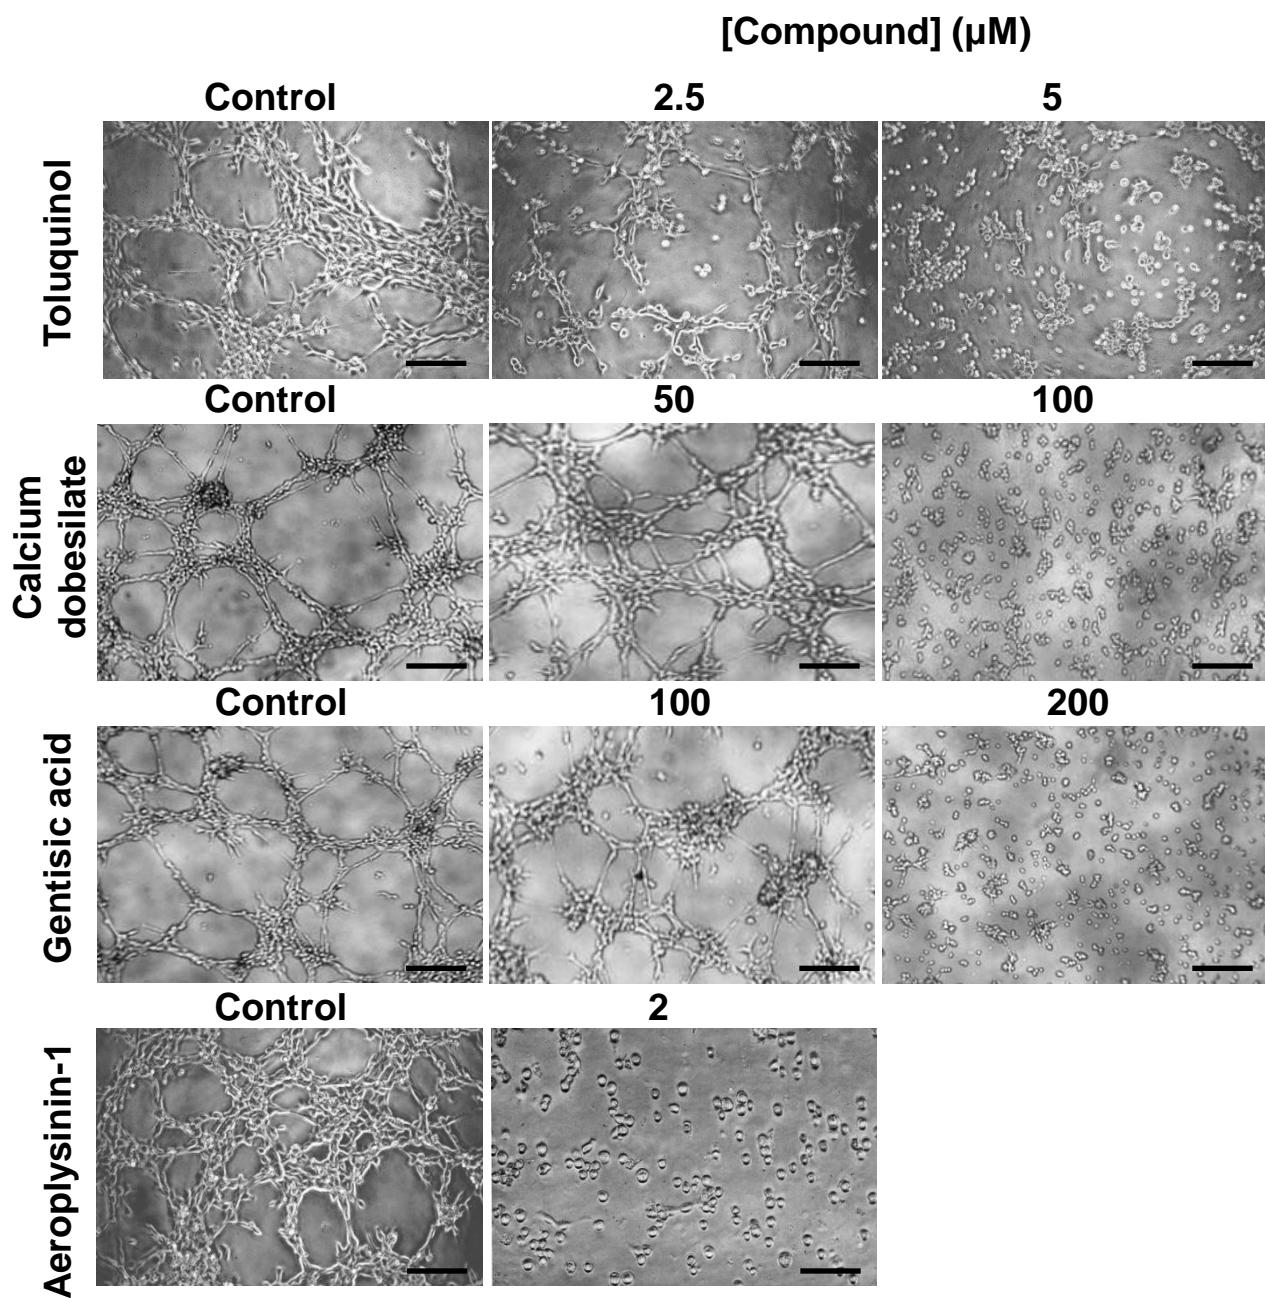 [Compound] (µM)
Control 2.5 5
Toluquinol
Control 50 100
Calcium
dobesilate
Control 100 200
Gentisic acid
Control 2
Aeroplysinin-1